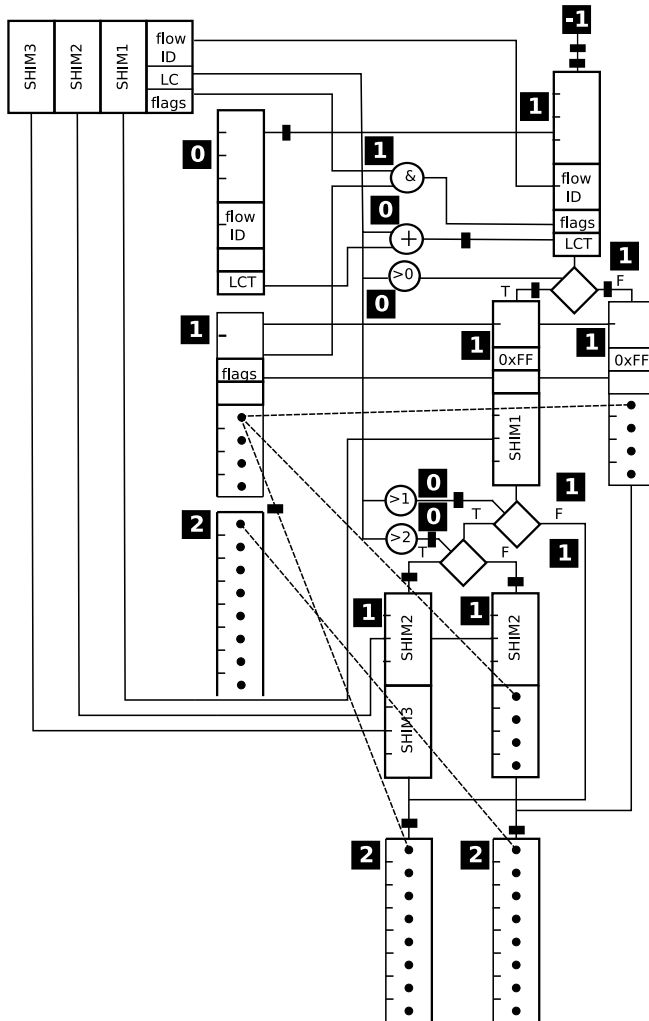 -1
SHIM3
SHIM2
SHIM1
flow
ID
LC
flags
1
0
1
&
flow
ID
0
+
flow
ID
flags
LCT
1
LCT
>0
0
T
F
1
flags
1
0xFF
1
0xFF
SHIM1
>1
0
1
2
>2
0
T
F
1
T
F
1
SHIM2
1
SHIM2
SHIM3
2
2